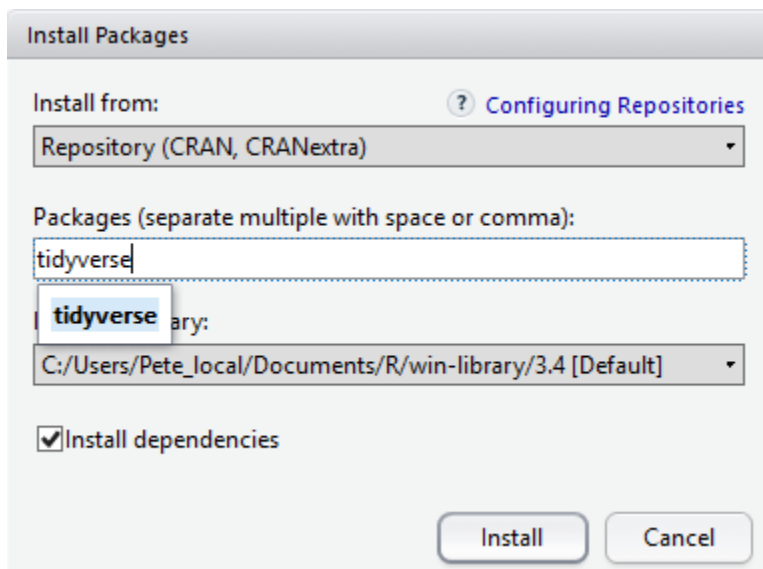 Install Packages
Install from:
? Configuring Repositories
Repository (CRAN, CRANextra)
Packages (separate multiple with space or comma):
tidyverse
tidyverse
ary:
C:/Users/Pete_local/Documents/R/win-library/3.4 [Default]
Install dependencies
Install Cancel